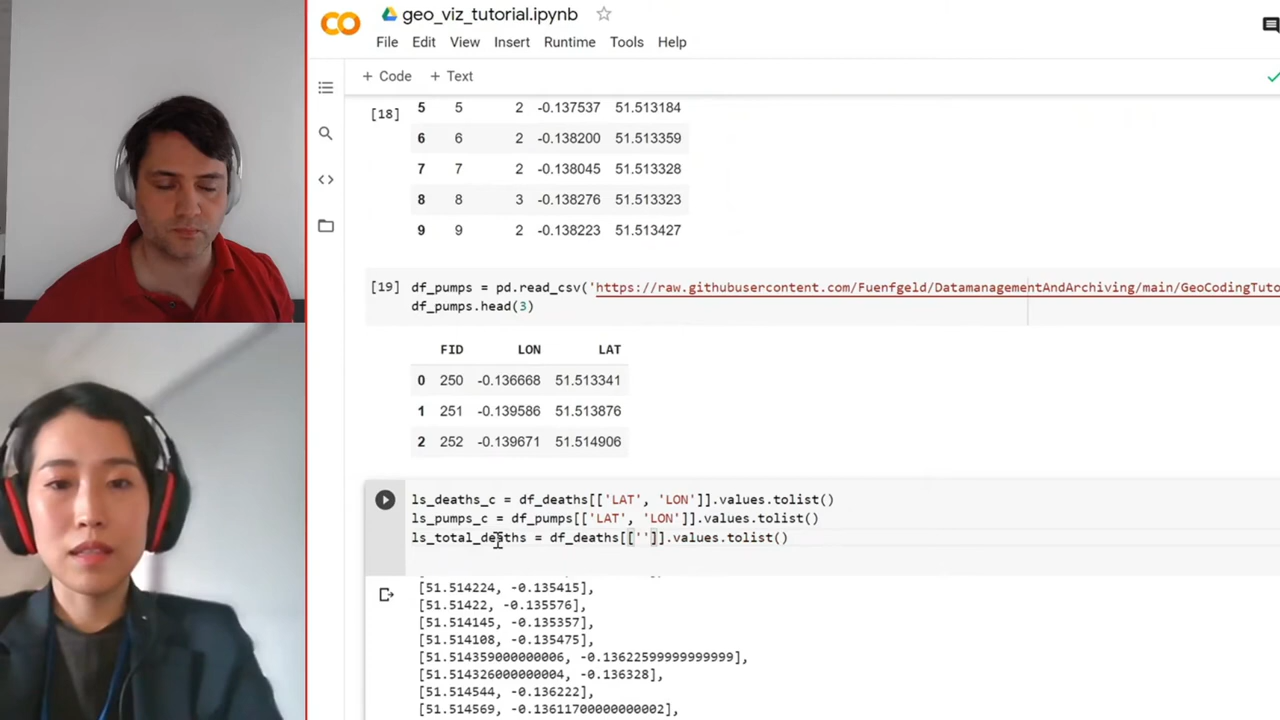 geo_viz_tutorial.ipynb
File Edit View Insert Runtime Tools Help
+ Code + Text
[18]
5 5 2 -0.137537 51.513184
6 6 2 -0.138200 51.513359
7 7 2 -0.138045 51.513328
8 8 3 -0.138276 51.513323
9 9 2 -0.138223 51.513427
[19] df_pumps = pd.read_csv('https://raw.githubusercontent.com/Fuenfgeld/DatamanagementAndArchiving/main/GeoCodingTuto
df_pumps.head(3)
FID LON LAT
0 250 -0.136668 51.513341
1 251 -0.139586 51.513876
2 252 -0.139671 51.514906
ls_deaths_c = df_deaths[['LAT', 'LON']].values.tolist()
ls_pumps_c = df_pumps[['LAT', 'LON']].values.tolist()
ls_total_deaths = df_deaths[['']].values.tolist()
[51.514224, -0.135415],
[51.51422, -0.135576],
[51.514145, -0.135357],
[51.514108, -0.135475],
[51.514359000000006, -0.13622599999999999],
[51.514326000000004, -0.136328],
[51.514544, -0.136222],
[51.514569, -0.13611700000000002],